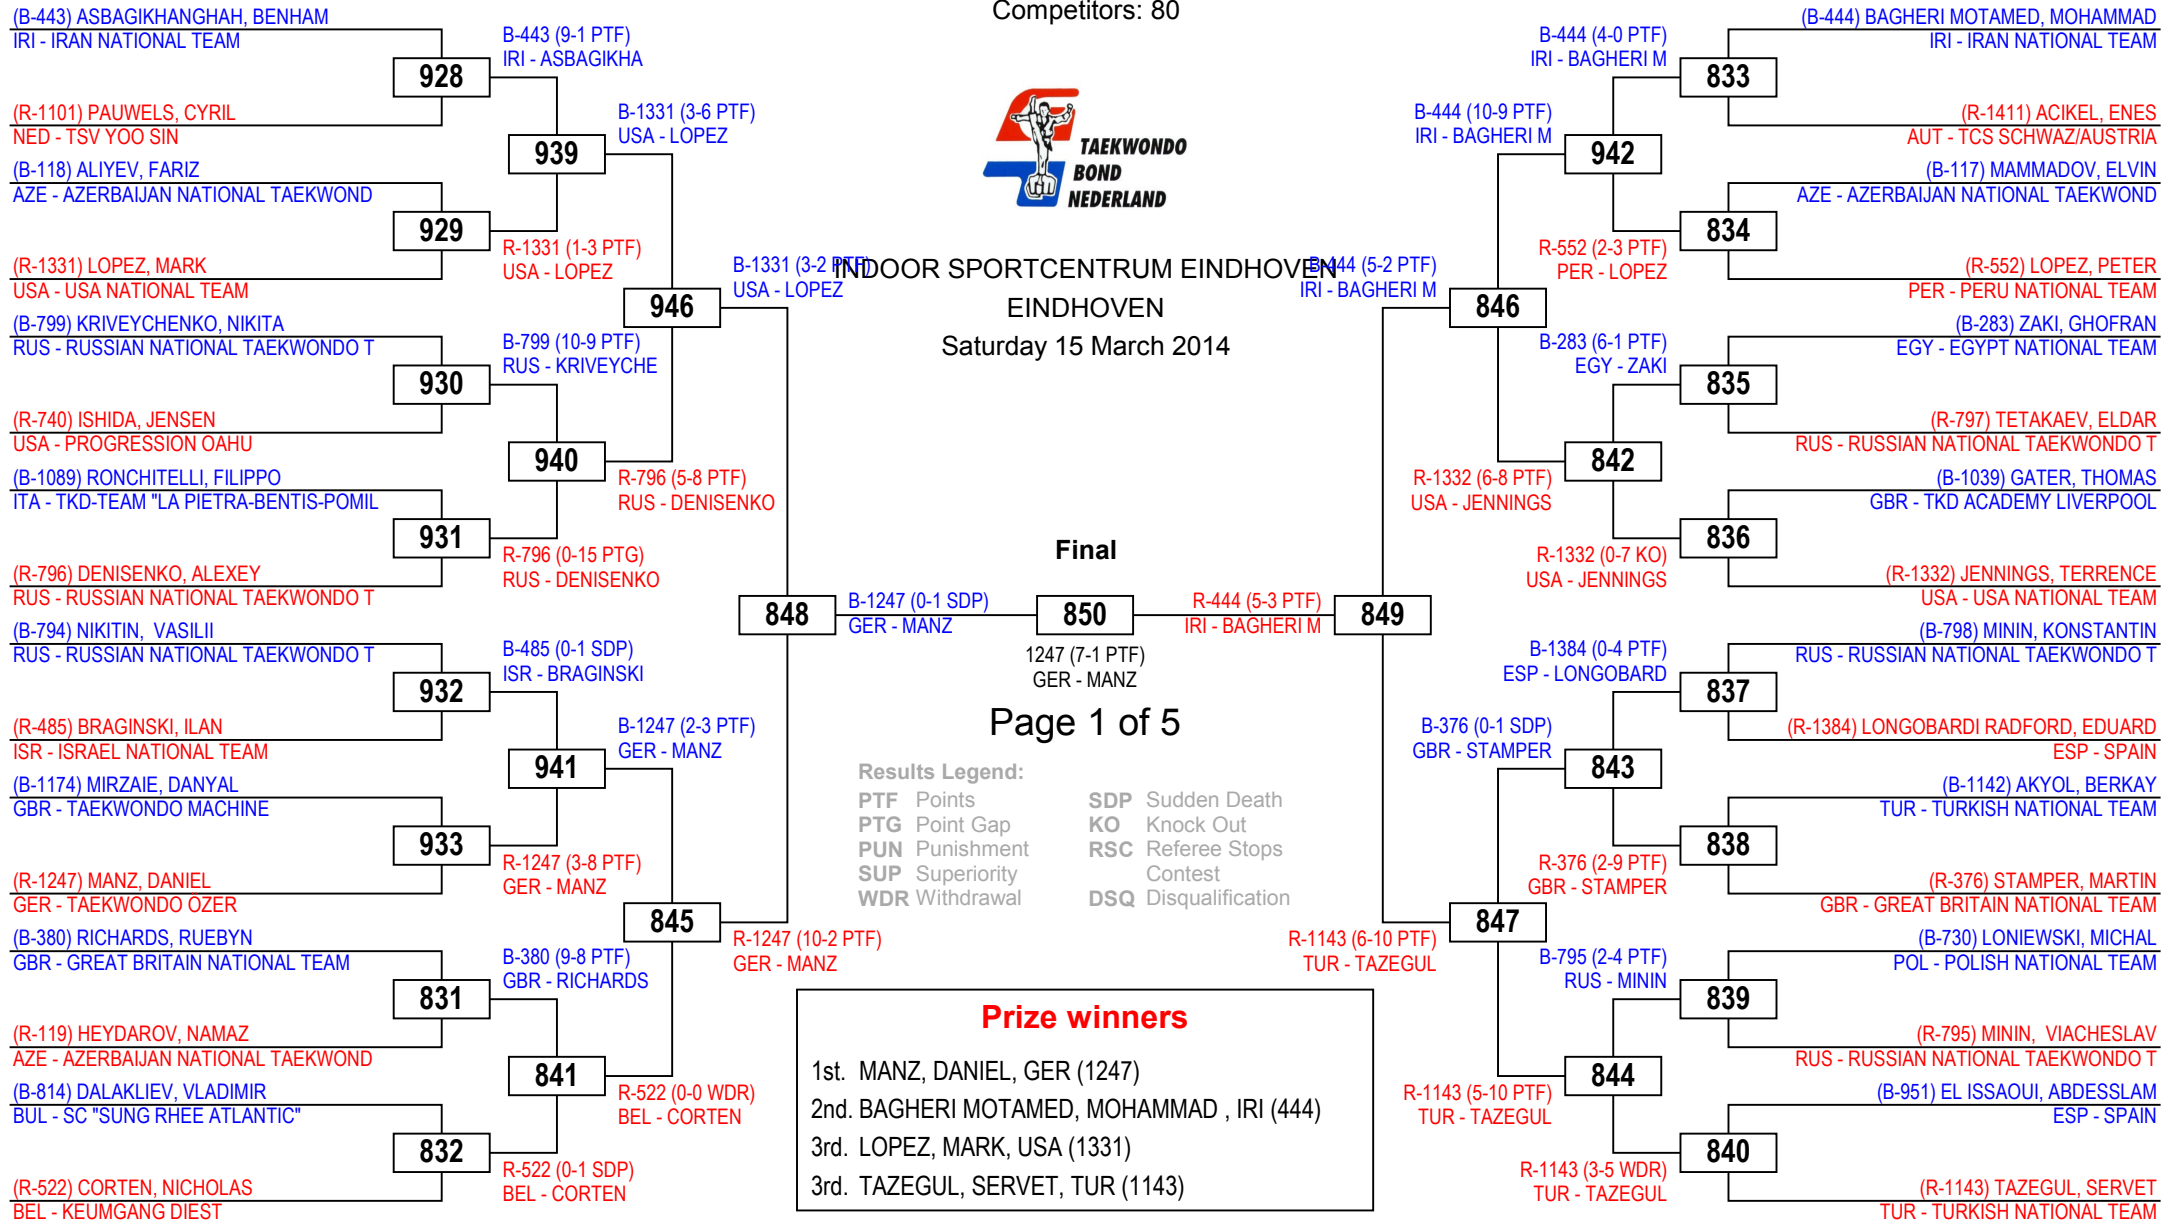 Competitors: 80
(B-443) ASBAGIKHANGHAH, BENHAM
IRI - IRAN NATIONAL TEAM
928
(R-1101) PAUWELS, CYRIL
NED - TSV YOO SIN
(B-118) ALIYEV, FARIZ
AZE - AZERBAIJAN NATIONAL TAEKWOND
929
(R-1331) LOPEZ, MARK
USA - USA NATIONAL TEAM
(B-799) KRIVEYCHENKO, NIKITA
RUS - RUSSIAN NATIONAL TAEKWONDO T
930
(R-740) ISHIDA, JENSEN
USA - PROGRESSION OAHU
(B-1089) RONCHITELLI, FILIPPO
ITA - TKD-TEAM "LA PIETRA-BENTIS-POMIL
931
(R-796) DENISENKO, ALEXEY
RUS - RUSSIAN NATIONAL TAEKWONDO T
(B-794) NIKITIN, VASILII
RUS - RUSSIAN NATIONAL TAEKWONDO T
932
(R-485) BRAGINSKI, ILAN
ISR - ISRAEL NATIONAL TEAM
(B-1174) MIRZAIE, DANYAL
GBR - TAEKWONDO MACHINE
933
(R-1247) MANZ, DANIEL
GER - TAEKWONDO OZER
(B-380) RICHARDS, RUEBYN
GBR - GREAT BRITAIN NATIONAL TEAM
831
(R-119) HEYDAROV, NAMAZ
AZE - AZERBAIJAN NATIONAL TAEKWOND
(B-814) DALAKLIEV, VLADIMIR
BUL - SC "SUNG RHEE ATLANTIC"
832
(R-522) CORTEN, NICHOLAS
BEL - KEUMGANG DIEST
B-443 (9-1 PTF)
IRI - ASBAGIKHA
939
R-1331 (1-3 PTF)
USA - LOPEZ
B-799 (10-9 PTF)
RUS - KRIVEYCHE
940
R-796 (0-15 PTG)
RUS - DENISENKO
B-485 (0-1 SDP)
ISR - BRAGINSKI
941
R-1247 (3-8 PTF)
GER - MANZ
B-380 (9-8 PTF)
GBR - RICHARDS
841
R-522 (0-1 SDP)
BEL - CORTEN
B-1331 (3-6 PTF)
USA - LOPEZ
946
R-796 (5-8 PTF)
RUS - DENISENKO
B-1247 (2-3 PTF)
GER - MANZ
845
R-522 (0-0 WDR)
BEL - CORTEN
B-1331 (3-2 PTF)
USA - LOPEZ
848
R-1247 (10-2 PTF)
GER - MANZ
TAEKWONDO
BOND
NEDERLAND
INDOOR SPORTCENTRUM EINDHOVEN
EINDHOVEN
Saturday 15 March 2014
Final
B-1247 (0-1 SDP)
GER - MANZ
850
R-444 (5-3 PTF)
IRI - BAGHERI M
1247 (7-1 PTF)
GER - MANZ
Page 1 of 5
Results Legend:
PTF Points
PTG Point Gap
PUN Punishment
SUP Superiority
WDR Withdrawal
SDP Sudden Death
KO Knock Out
RSC Referee Stops
Contest
DSQ Disqualification
Prize winners
1st. MANZ, DANIEL, GER (1247)
2nd. BAGHERI MOTAMED, MOHAMMAD , IRI (444)
3rd. LOPEZ, MARK, USA (1331)
3rd. TAZEGUL, SERVET, TUR (1143)
B-444 (5-2 PTF)
IRI - BAGHERI M
849
R-1143 (6-10 PTF)
TUR - TAZEGUL
B-444 (10-9 PTF)
IRI - BAGHERI M
846
R-1332 (6-8 PTF)
USA - JENNINGS
B-376 (0-1 SDP)
GBR - STAMPER
847
R-1143 (5-10 PTF)
TUR - TAZEGUL
B-444 (4-0 PTF)
IRI - BAGHERI M
942
R-552 (2-3 PTF)
PER - LOPEZ
B-283 (6-1 PTF)
EGY - ZAKI
842
R-1332 (0-7 KO)
USA - JENNINGS
B-1384 (0-4 PTF)
ESP - LONGOBARD
843
R-376 (2-9 PTF)
GBR - STAMPER
B-795 (2-4 PTF)
RUS - MININ
844
R-1143 (3-5 WDR)
TUR - TAZEGUL
(B-444) BAGHERI MOTAMED, MOHAMMAD
IRI - IRAN NATIONAL TEAM
833
(R-1411) ACIKEL, ENES
AUT - TCS SCHWAZ/AUSTRIA
(B-117) MAMMADOV, ELVIN
AZE - AZERBAIJAN NATIONAL TAEKWOND
834
(R-552) LOPEZ, PETER
PER - PERU NATIONAL TEAM
(B-283) ZAKI, GHOFRAN
EGY - EGYPT NATIONAL TEAM
835
(R-797) TETAKAEV, ELDAR
RUS - RUSSIAN NATIONAL TAEKWONDO T
(B-1039) GATER, THOMAS
GBR - TKD ACADEMY LIVERPOOL
836
(R-1332) JENNINGS, TERRENCE
USA - USA NATIONAL TEAM
(B-798) MININ, KONSTANTIN
RUS - RUSSIAN NATIONAL TAEKWONDO T
837
(R-1384) LONGOBARDI RADFORD, EDUARD
ESP - SPAIN
(B-1142) AKYOL, BERKAY
TUR - TURKISH NATIONAL TEAM
838
(R-376) STAMPER, MARTIN
GBR - GREAT BRITAIN NATIONAL TEAM
(B-730) LONIEWSKI, MICHAL
POL - POLISH NATIONAL TEAM
839
(R-795) MININ, VIACHESLAV
RUS - RUSSIAN NATIONAL TAEKWONDO T
(B-951) EL ISSAOUI, ABDESSLAM
ESP - SPAIN
840
(R-1143) TAZEGUL, SERVET
TUR - TURKISH NATIONAL TEAM